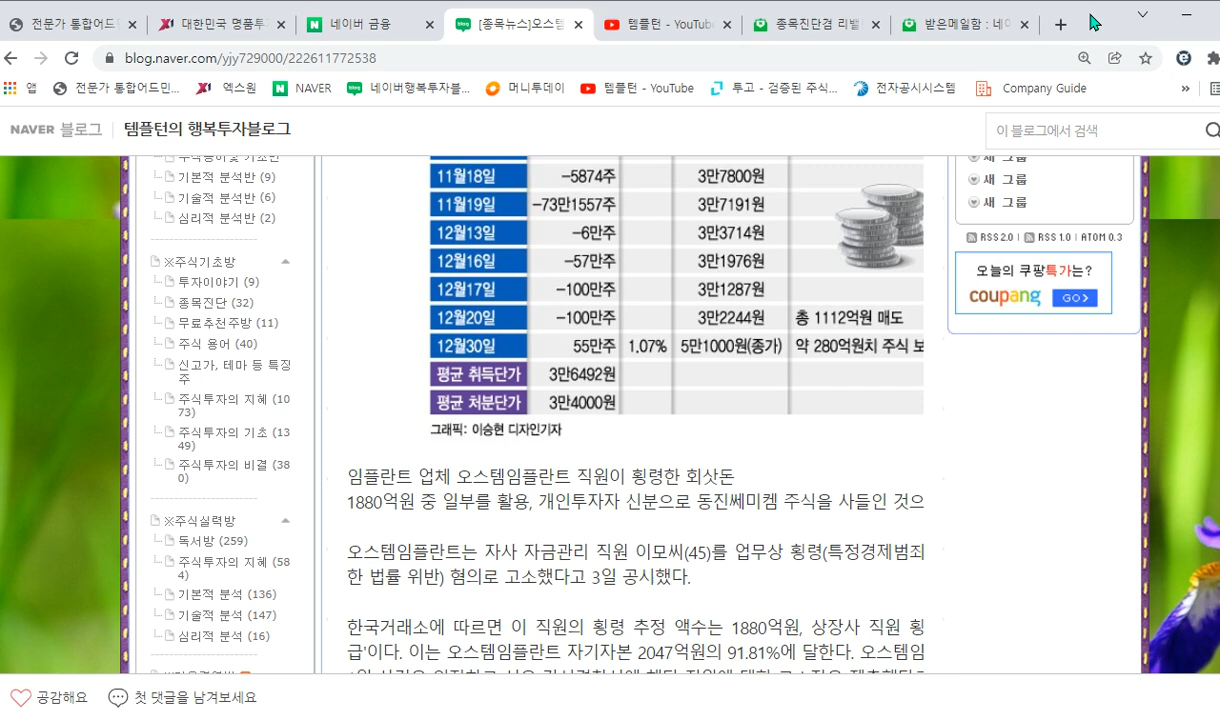 전문가 통합어드
대한민국 명품투
네이버 금융
[종목뉴스]오스템
템플턴 - YouTube
종목진단겸 리밸
받은메일함 : 네이
blog.naver.com/yjy729000/222611772538
앱
전문가 통합어드민...
엑스원
NAVER
네이버행복투자블...
머니투데이
템플턴 - YouTube
투고 - 검증된 주식...
전자공시시스템
Company Guide
NAVER 블로그
템플턴의 행복투자블로그
이 블로그에서 검색
기본적 분석반 (9)
기술적 분석반 (6)
심리적 분석반 (2)
※주식기초방
투자이야기 (9)
종목진단 (32)
무료추천주방 (11)
주식 용어 (40)
신고가, 테마 등 특징
주
주식투자의 지혜 (10
73)
주식투자의 기초 (13
49)
주식투자의 비결 (38
0)
※주식실력방
독서방 (259)
주식투자의 지혜 (58
4)
기본적 분석 (136)
기술적 분석 (147)
심리적 분석 (16)
11월18일 -5874주 3만7800원
11월19일 -73만1557주 3만7191원
12월13일 -6만주 3만3714원
12월16일 -57만주 3만1976원
12월17일 -100만주 3만1287원
12월20일 -100만주 3만2244원 총 1112억원 매도
12월30일 55만주 1.07% 5만1000원(종가) 약 280억원치 주식 보
평균 취득단가 3만6492원
평균 처분단가 3만4000원
그래픽: 이승현 디자인기자
임플란트 업체 오스템임플란트 직원이 횡령한 회삿돈
1880억원 중 일부를 활용, 개인투자자 신분으로 동진쎄미켐 주식을 사들인 것으
오스템임플란트는 자사 자금관리 직원 이모씨(45)를 업무상 횡령(특정경제범죄
한 법률 위반) 혐의로 고소했다고 3일 공시했다.
한국거래소에 따르면 이 직원의 횡령 추정 액수는 1880억원, 상장사 직원 횡
급'이다. 이는 오스템임플란트 자기자본 2047억원의 91.81%에 달한다. 오스템임
새 그룹
새 그룹
새 그룹
RSS 2.0 | RSS 1.0 | ATOM 0.3
오늘의 쿠팡특가는?
coupang GO >
공감해요
첫 댓글을 남겨보세요